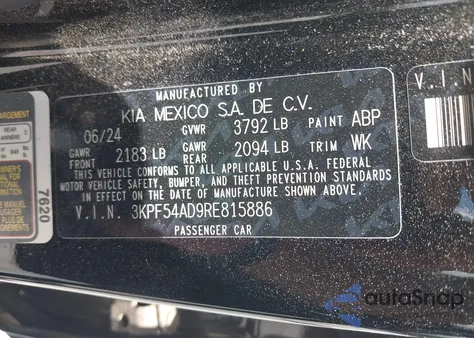 MANUFACTURED BY
KIA MEXICO S.A. DE C.V.
06/24 GVWR 3792 LB PAINT ABP
GAWR FRONT 2183 LB GAWR REAR 2094 LB TRIM WK
THIS VEHICLE CONFORMS TO ALL APPLICABLE U.S.A. FEDERAL
MOTOR VEHICLE SAFETY, BUMPER, AND THEFT PREVENTION STANDARDS
IN EFFECT ON THE DATE OF MANUFACTURE SHOWN ABOVE.
V.I.N. 3KPF54AD9RE815886
PASSENGER CAR
V.I.N
7620
REAR
autoSnap